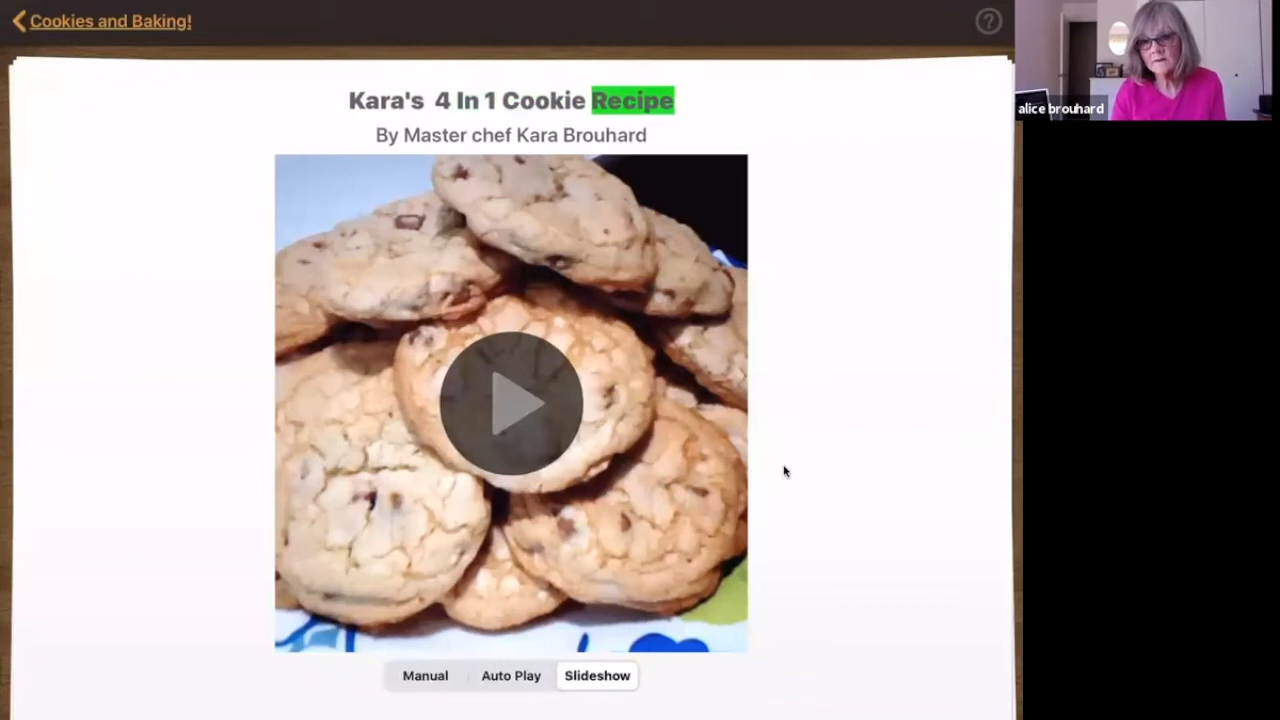 Cookies and Baking!
?
alice brouhard
Kara's 4 In 1 Cookie Recipe
By Master chef Kara Brouhard
Manual
Auto Play
Slideshow